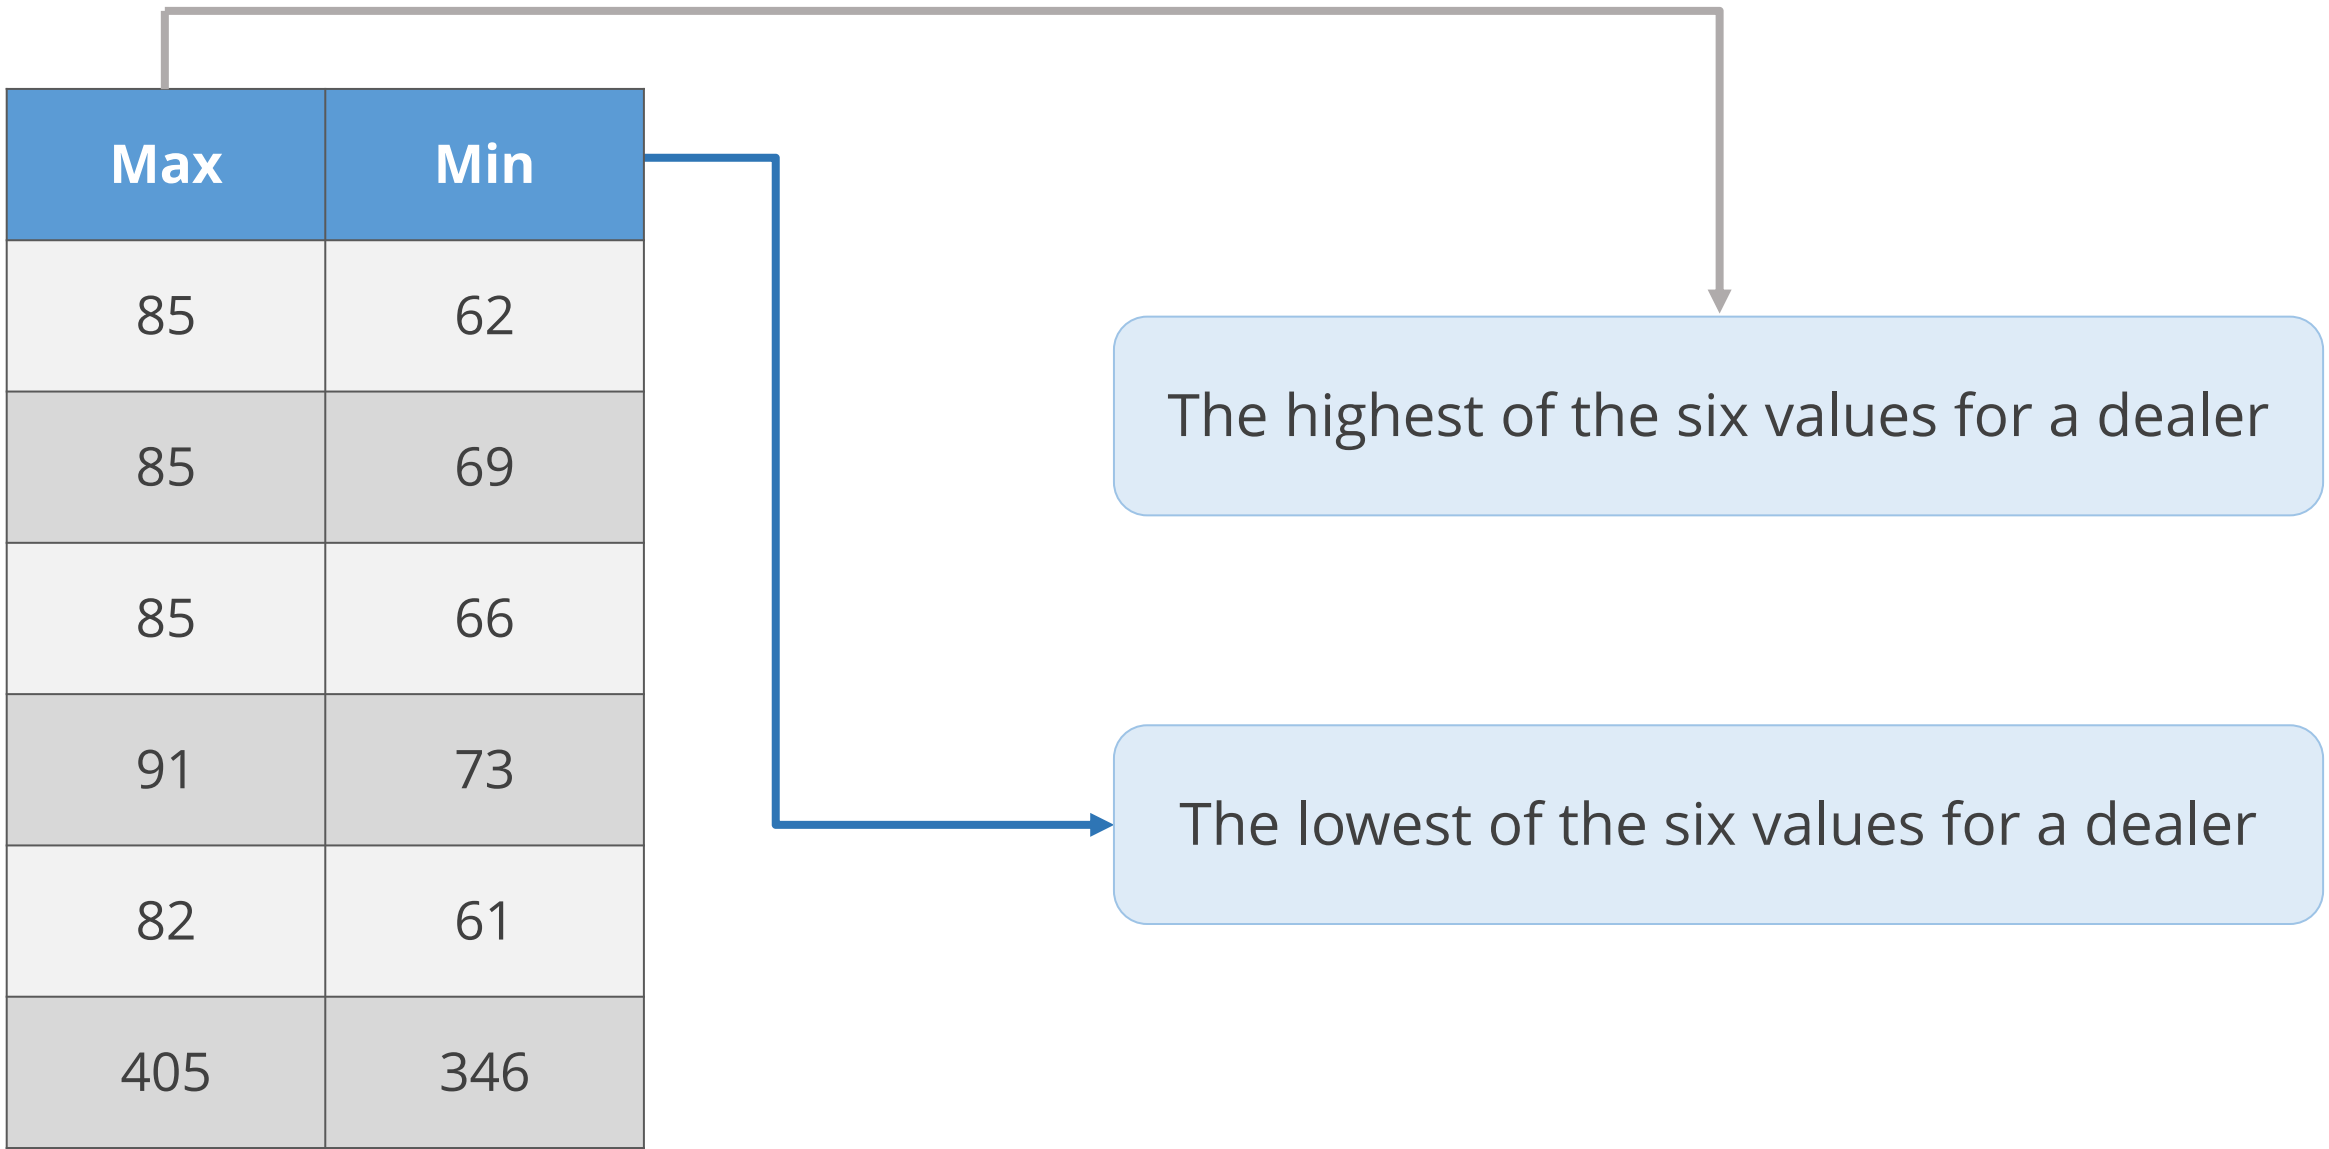 Max Min
85 62
85 69
85 66
91 73
82 61
405 346
The highest of the six values for a dealer
The lowest of the six values for a dealer